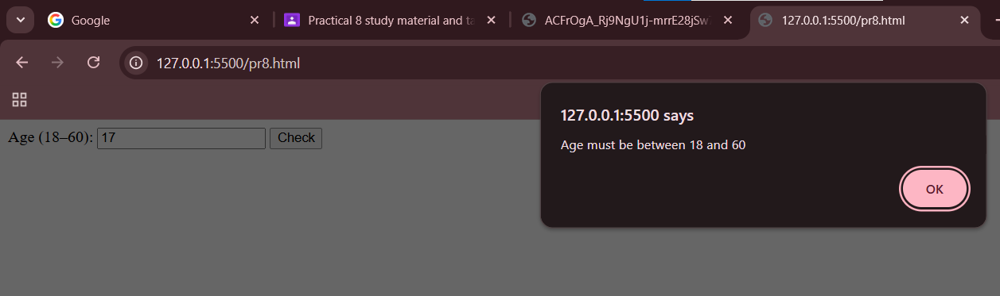 Google
Practical 8 study material and ta
ACFrOgA_Rj9NgU1j-mrrE28jSw
127.0.0.1:5500/pr8.html
127.0.0.1:5500/pr8.html
127.0.0.1:5500 says
Age must be between 18 and 60
OK
Age (18–60): 17 Check